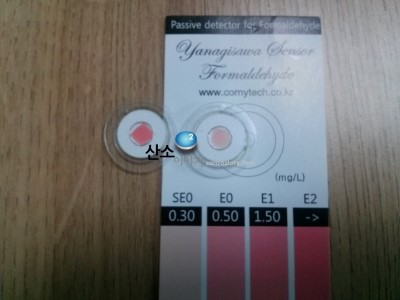 Passive detector for Formaldehyde
Yanagisawa Sensor
Formaldehyde
www.comytech.co.kr
산소
2
(mg/L)
SE0 E0 E1 E2
0.30 0.50 1.50 ->